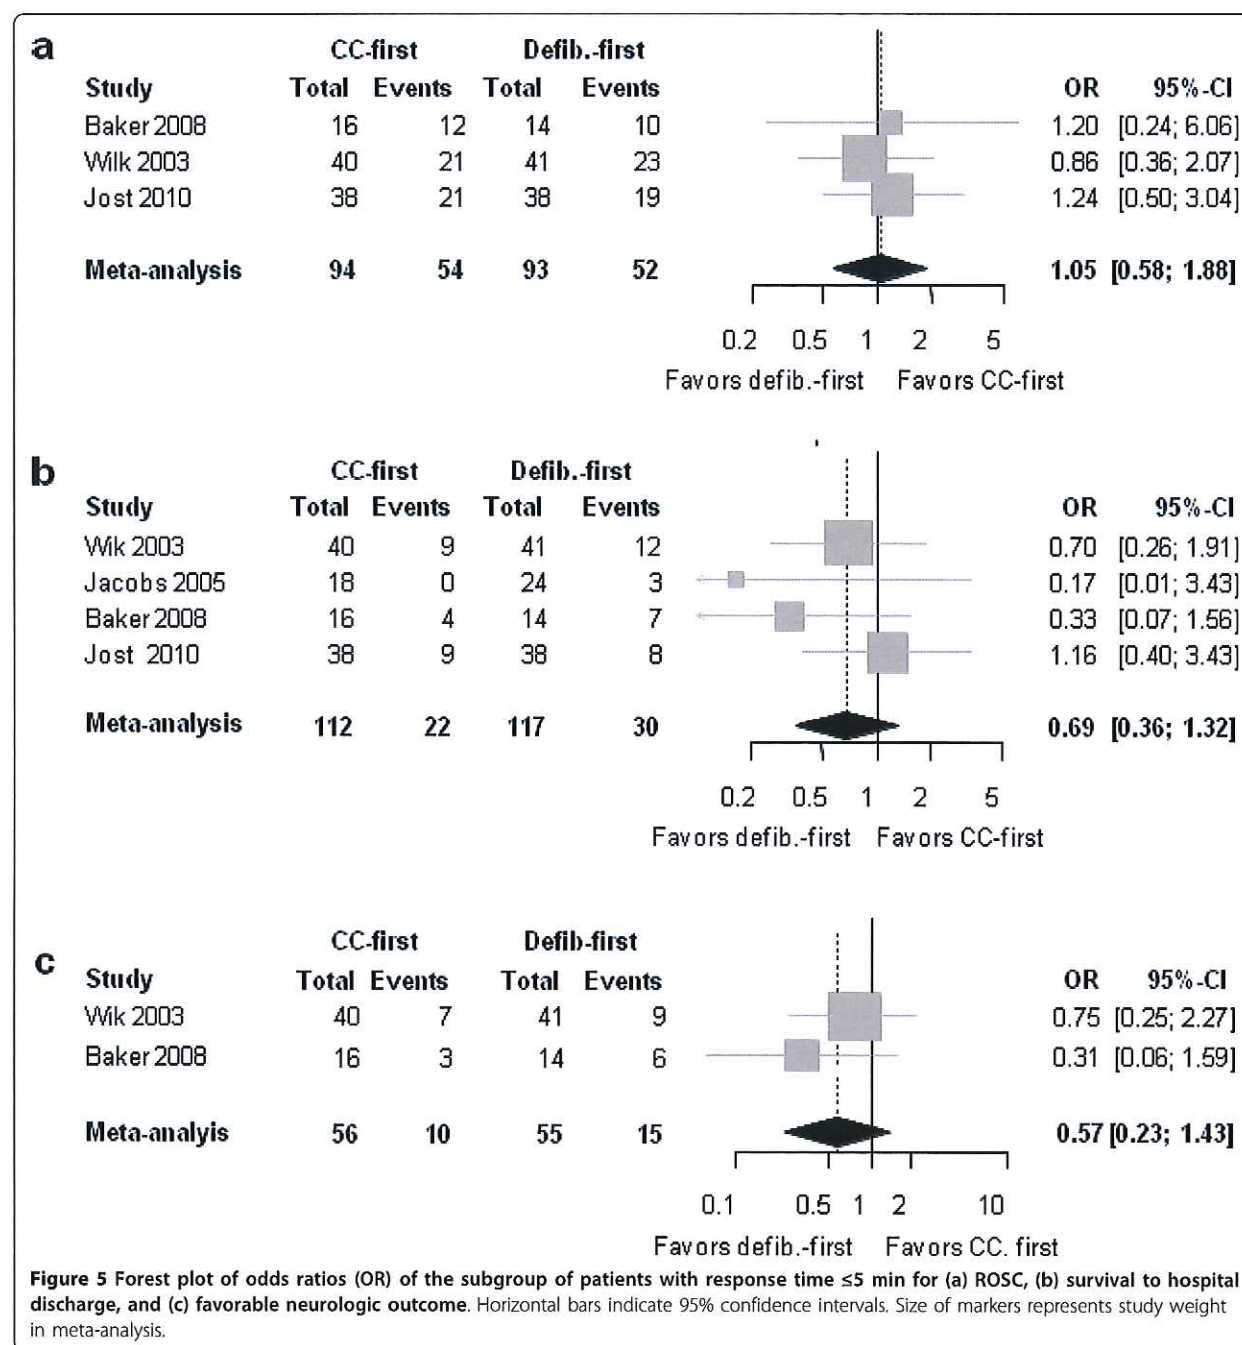 a
CC-first Defib.-first
Study Total Events Total Events OR 95%-CI
Baker 2008 16 12 14 10 1.20 [0.24; 6.06]
Wilk 2003 40 21 41 23 0.86 [0.36; 2.07]
Jost 2010 38 21 38 19 1.24 [0.50; 3.04]
Meta-analysis 94 54 93 52 1.05 [0.58; 1.88]
0.2 0.5 1 2 5
Favors defib.-first Favors CC-first
b
CC-first Defib.-first
Study Total Events Total Events OR 95%-CI
Wik 2003 40 9 41 12 0.70 [0.26; 1.91]
Jacobs 2005 18 0 24 3 0.17 [0.01; 3.43]
Baker 2008 16 4 14 7 0.33 [0.07; 1.56]
Jost 2010 38 9 38 8 1.16 [0.40; 3.43]
Meta-analysis 112 22 117 30 0.69 [0.36; 1.32]
0.2 0.5 1 2 5
Favors defib.-first Favors CC-first
c
CC-first Defib-first
Study Total Events Total Events OR 95%-CI
Wik 2003 40 7 41 9 0.75 [0.25; 2.27]
Baker 2008 16 3 14 6 0.31 [0.06; 1.59]
Meta-analyis 56 10 55 15 0.57 [0.23; 1.43]
0.1 0.5 1 2 10
Favors defib.-first Favors CC. first
Figure 5 Forest plot of odds ratios (OR) of the subgroup of patients with response time ≤5 min for (a) ROSC, (b) survival to hospital
discharge, and (c) favorable neurologic outcome. Horizontal bars indicate 95% confidence intervals. Size of markers represents study weight
in meta-analysis.